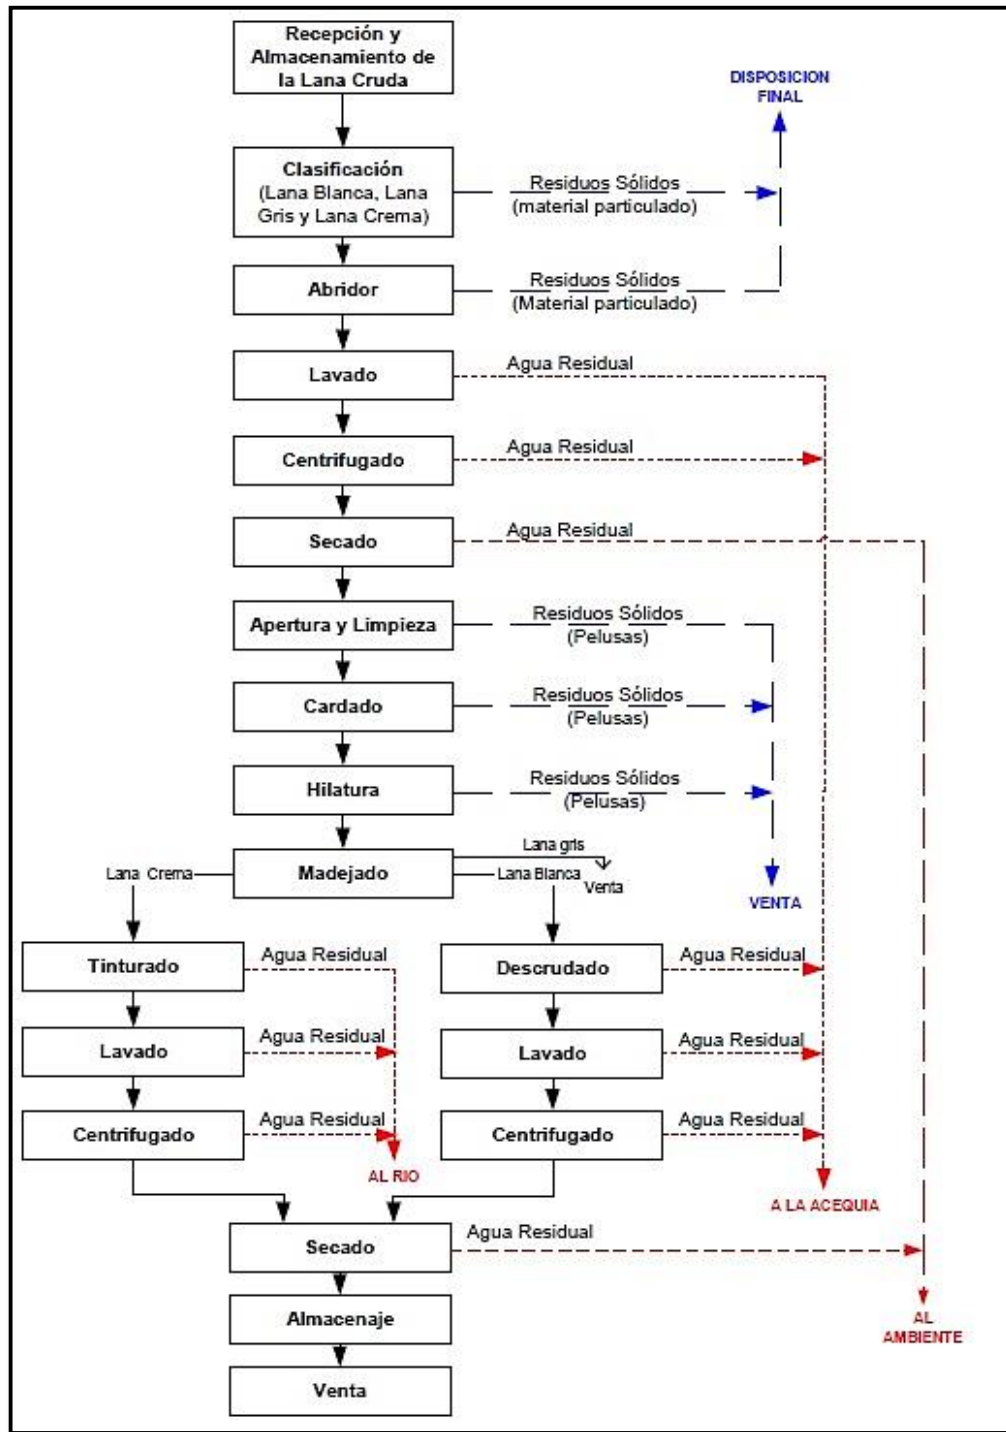 Recepción y
Almacenamiento de
la Lana Cruda
DISPOSICION
FINAL
Clasificación
(Lana Blanca, Lana
Gris y Lana Crema)
Residuos Sólidos
(material particulado)
Abridor
Residuos Sólidos
(Material particulado)
Lavado
Agua Residual
Centrifugado
Agua Residual
Secado
Agua Residual
Apertura y Limpieza
Residuos Sólidos
(Pelusas)
Cardado
Residuos Sólidos
(Pelusas)
Hilatura
Residuos Sólidos
(Pelusas)
Lana gris
Lana Crema
Madejado
Lana Blanca
Venta
VENTA
Tinturado
Agua Residual
Descrudado
Agua Residual
Lavado
Agua Residual
Lavado
Agua Residual
Centrifugado
Agua Residual
Centrifugado
Agua Residual
AL RIO
A LA ACEQUIA
Secado
Agua Residual
Almacenaje
AL
AMBIENTE
Venta